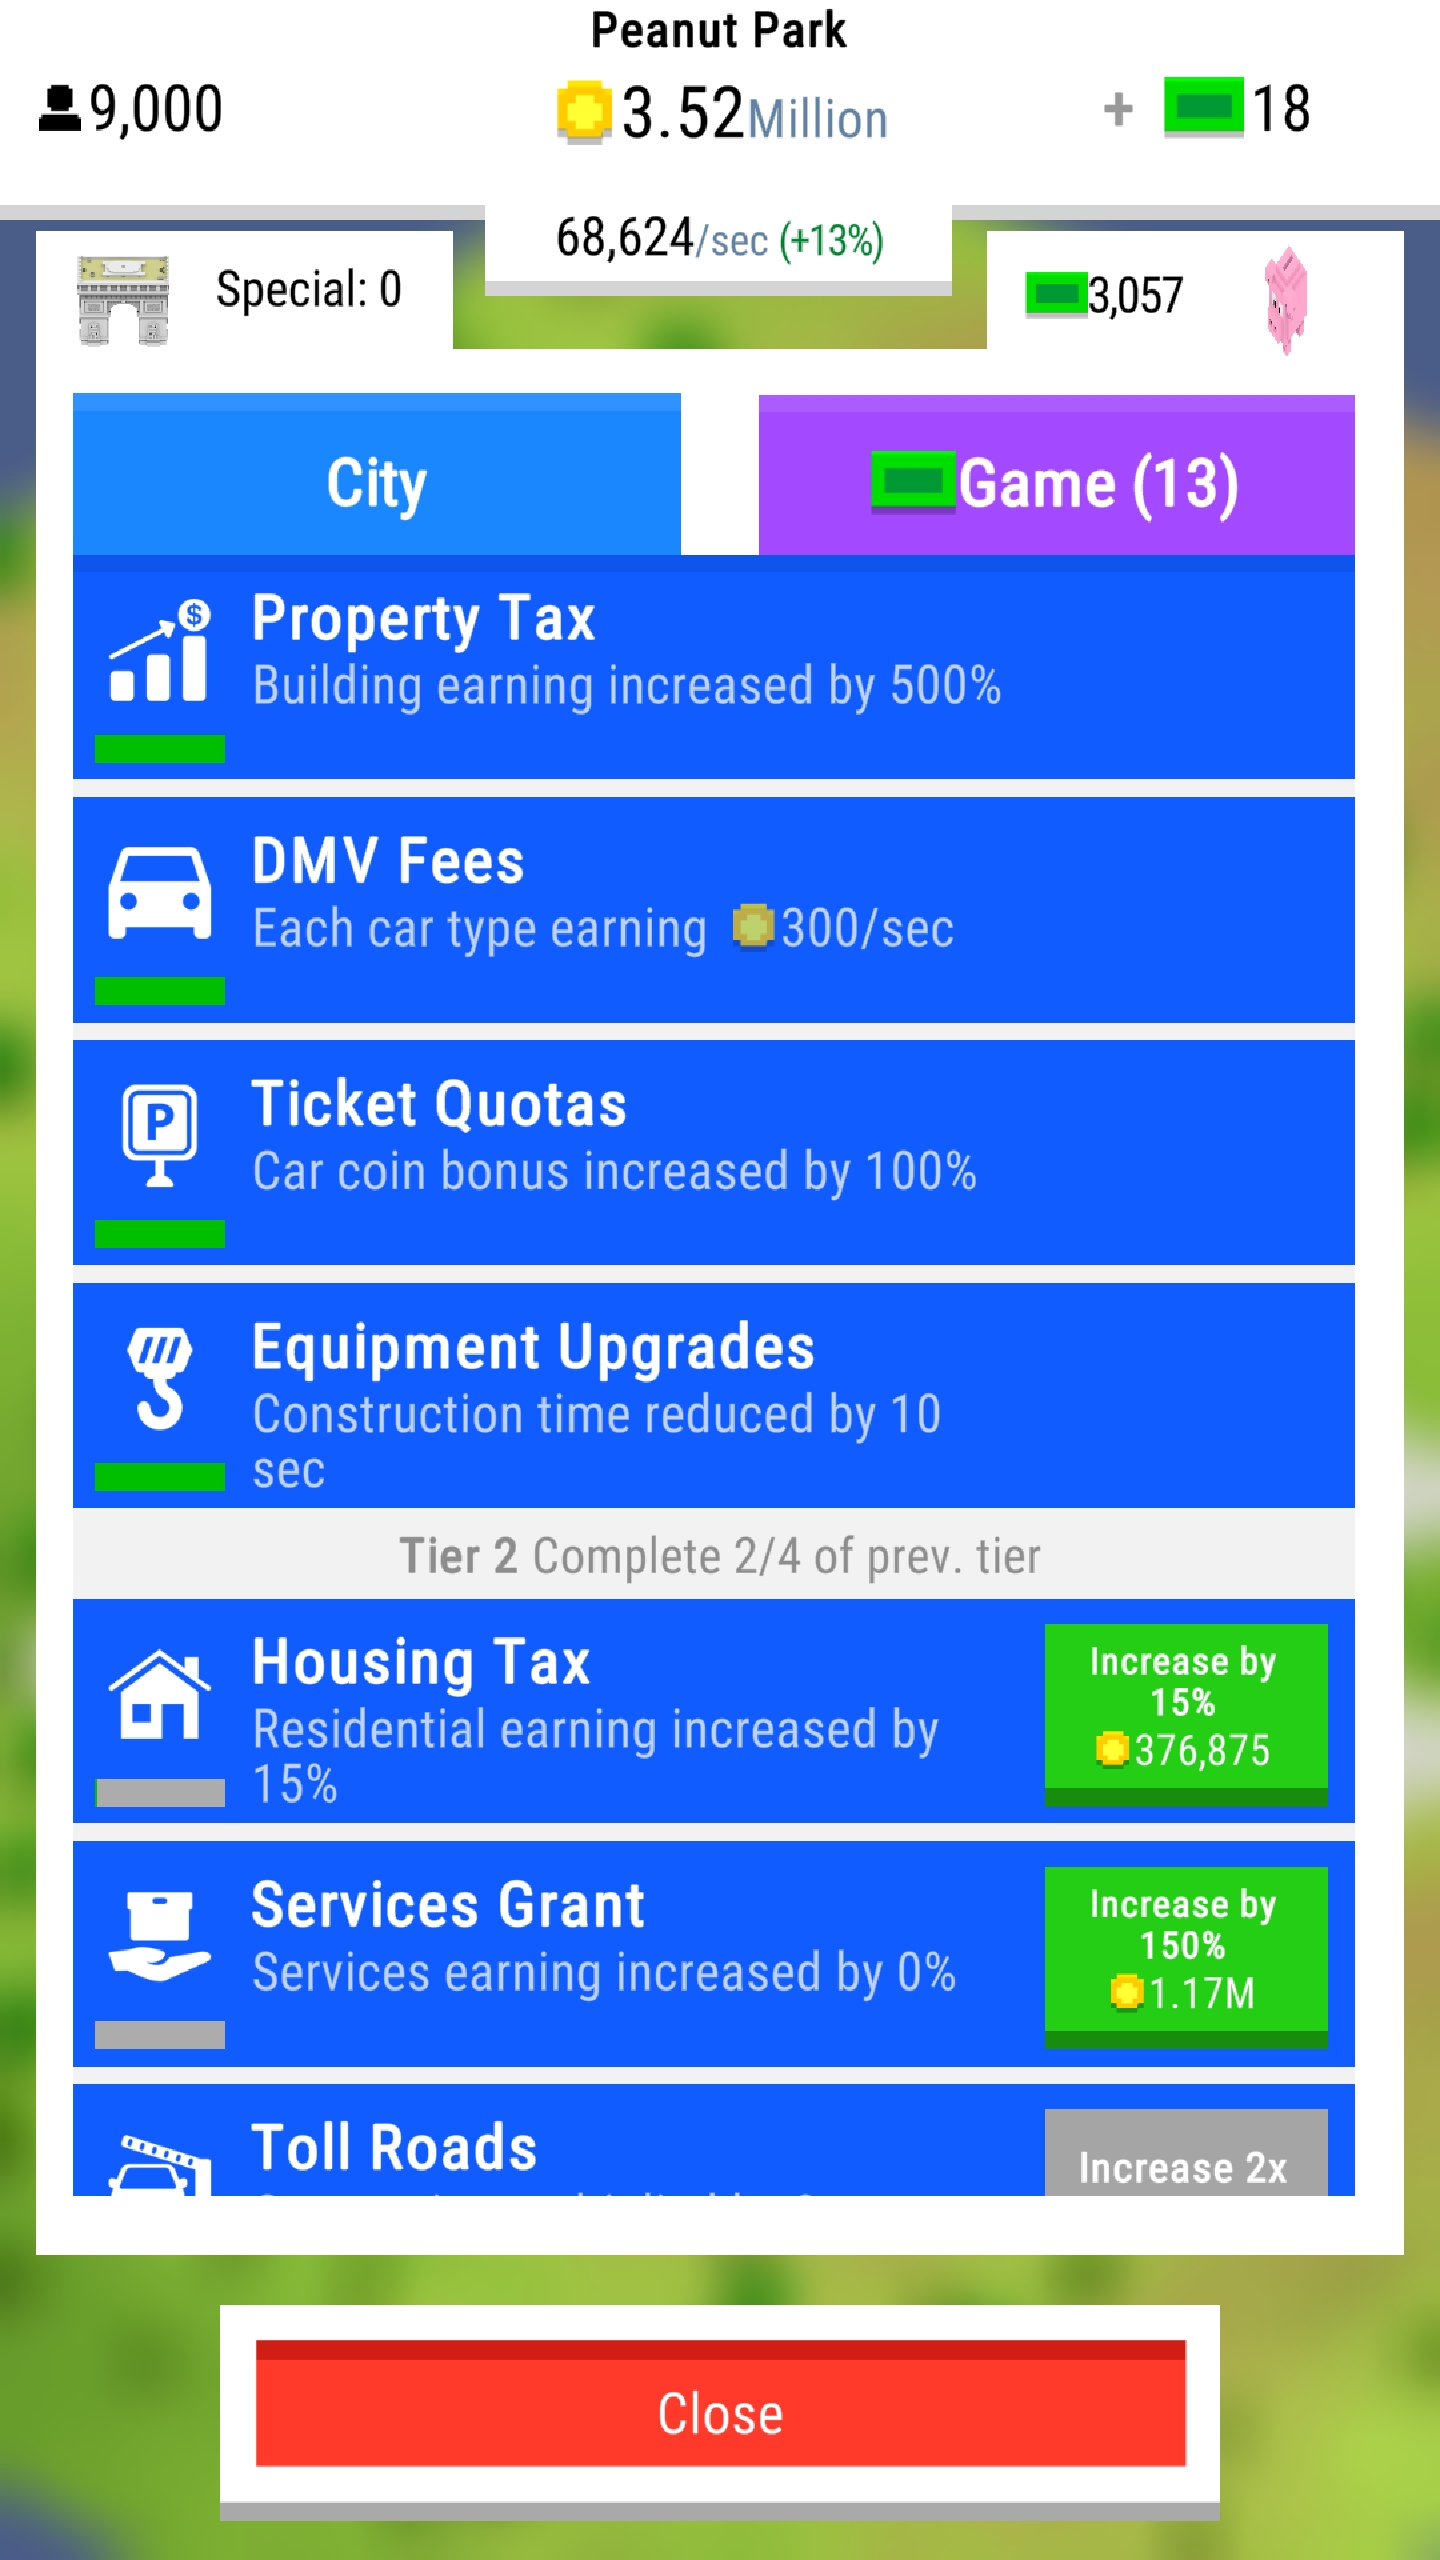 Peanut Park
9,000
3.52Million
+ 18
68,624/sec (+13%)
Special: 0
3,057
City
Game (13)
Property Tax
Building earning increased by 500%
DMV Fees
Each car type earning 300/sec
Ticket Quotas
Car coin bonus increased by 100%
Equipment Upgrades
Construction time reduced by 10
sec
Tier 2 Complete 2/4 of prev. tier
Housing Tax
Residential earning increased by
15%
Increase by
15%
376,875
Services Grant
Services earning increased by 0%
Increase by
150%
1.17M
Toll Roads
Increase 2x
Close